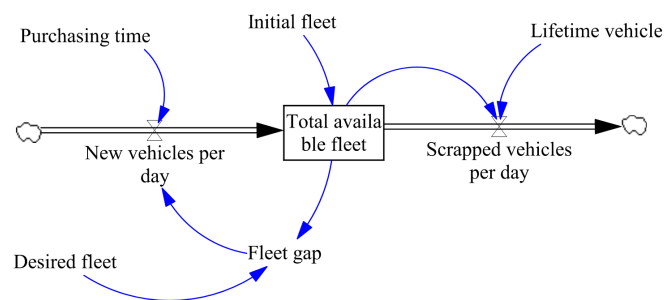 Initial fleet
Lifetime vehicle
Purchasing time
Total availa
ble fleet
New vehicles per
day
Scrapped vehicles
per day
Fleet gap
Desired fleet